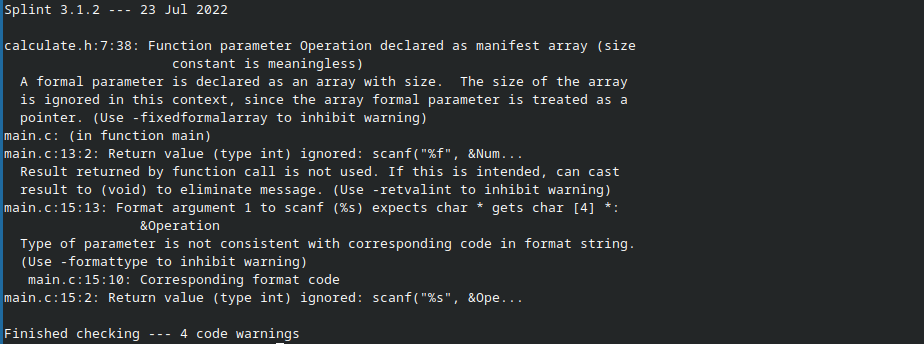 Splint 3.1.2 --- 23 Jul 2022
calculate.h:7:38: Function parameter Operation declared as manifest array (size
constant is meaningless)
A formal parameter is declared as an array with size.  The size of the array
is ignored in this context, since the array formal parameter is treated as a
pointer. (Use -fixedformalarray to inhibit warning)
main.c: (in function main)
main.c:13:2: Return value (type int) ignored: scanf("%f", &Num...
Result returned by function call is not used. If this is intended, can cast
result to (void) to eliminate message. (Use -retvalint to inhibit warning)
main.c:15:13: Format argument 1 to scanf (%s) expects char * gets char [4] *:
&Operation
Type of parameter is not consistent with corresponding code in format string.
(Use -formattype to inhibit warning)
main.c:15:10: Corresponding format code
main.c:15:2: Return value (type int) ignored: scanf("%s", &Ope...
Finished checking --- 4 code warnings